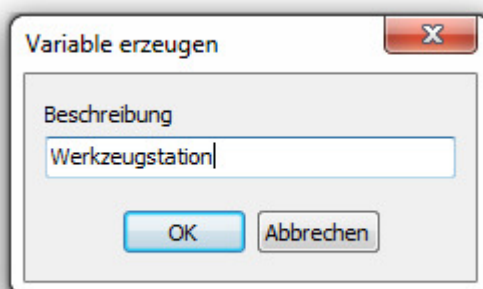 Variable erzeugen
Beschreibung
Werkzeugstation
OK
Abbrechen